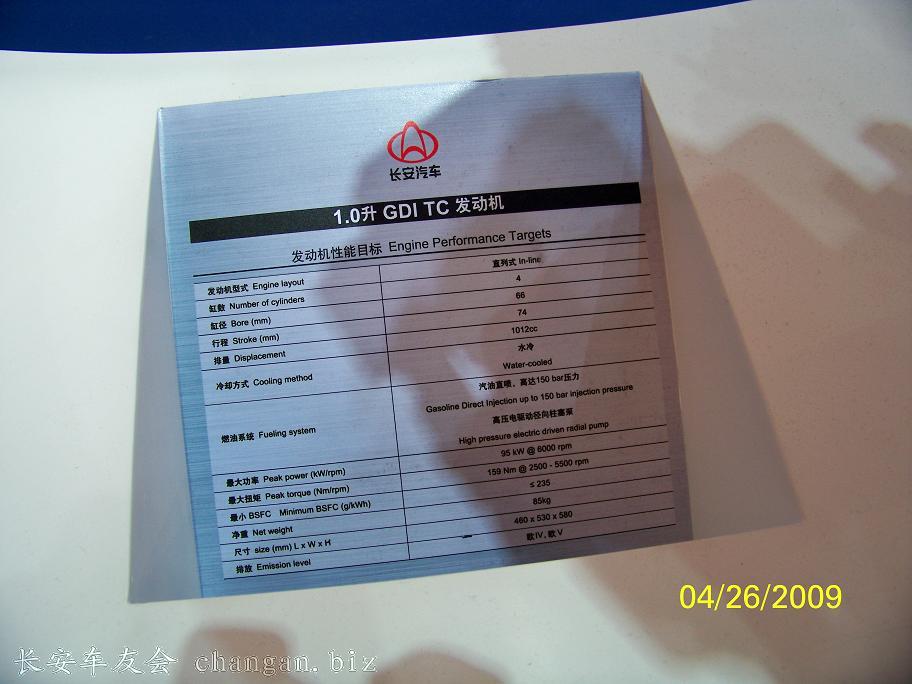 长安汽车
1.0升 GDI TC 发动机
发动机性能目标 Engine Performance Targets
发动机型式 Engine layout 直列式 In-line
缸数 Number of cylinders 4
缸径 Bore (mm) 66
行程 Stroke (mm) 74
排量 Displacement 1012cc
冷却方式 Cooling method 水冷
Water-cooled
燃油系统 Fueling system 汽油直喷，高达150 bar压力
Gasoline Direct Injection up to 150 bar injection pressure
高压电驱动径向柱塞泵
High pressure electric driven radial pump
最大功率 Peak power (kW/rpm) 95 kW @ 6000 rpm
最大扭矩 Peak torque (Nm/rpm) 159 Nm @ 2500 - 5500 rpm
最小 BSFC Minimum BSFC (g/kWh) ≤ 235
净重 Net weight 85kg
尺寸 size (mm) L x W x H 460 x 530 x 580
排放 Emission level 欧IV, 欧V
04/26/2009
长安车友会 changan.biz